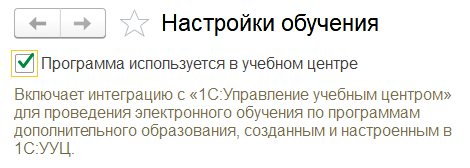 Настройки обучения
Программа используется в учебном центре
Включает интеграцию с «1С:Управление учебным центром»
для проведения электронного обучения по программам
дополнительного образования, созданным и настроенным в
1С:УУЦ.